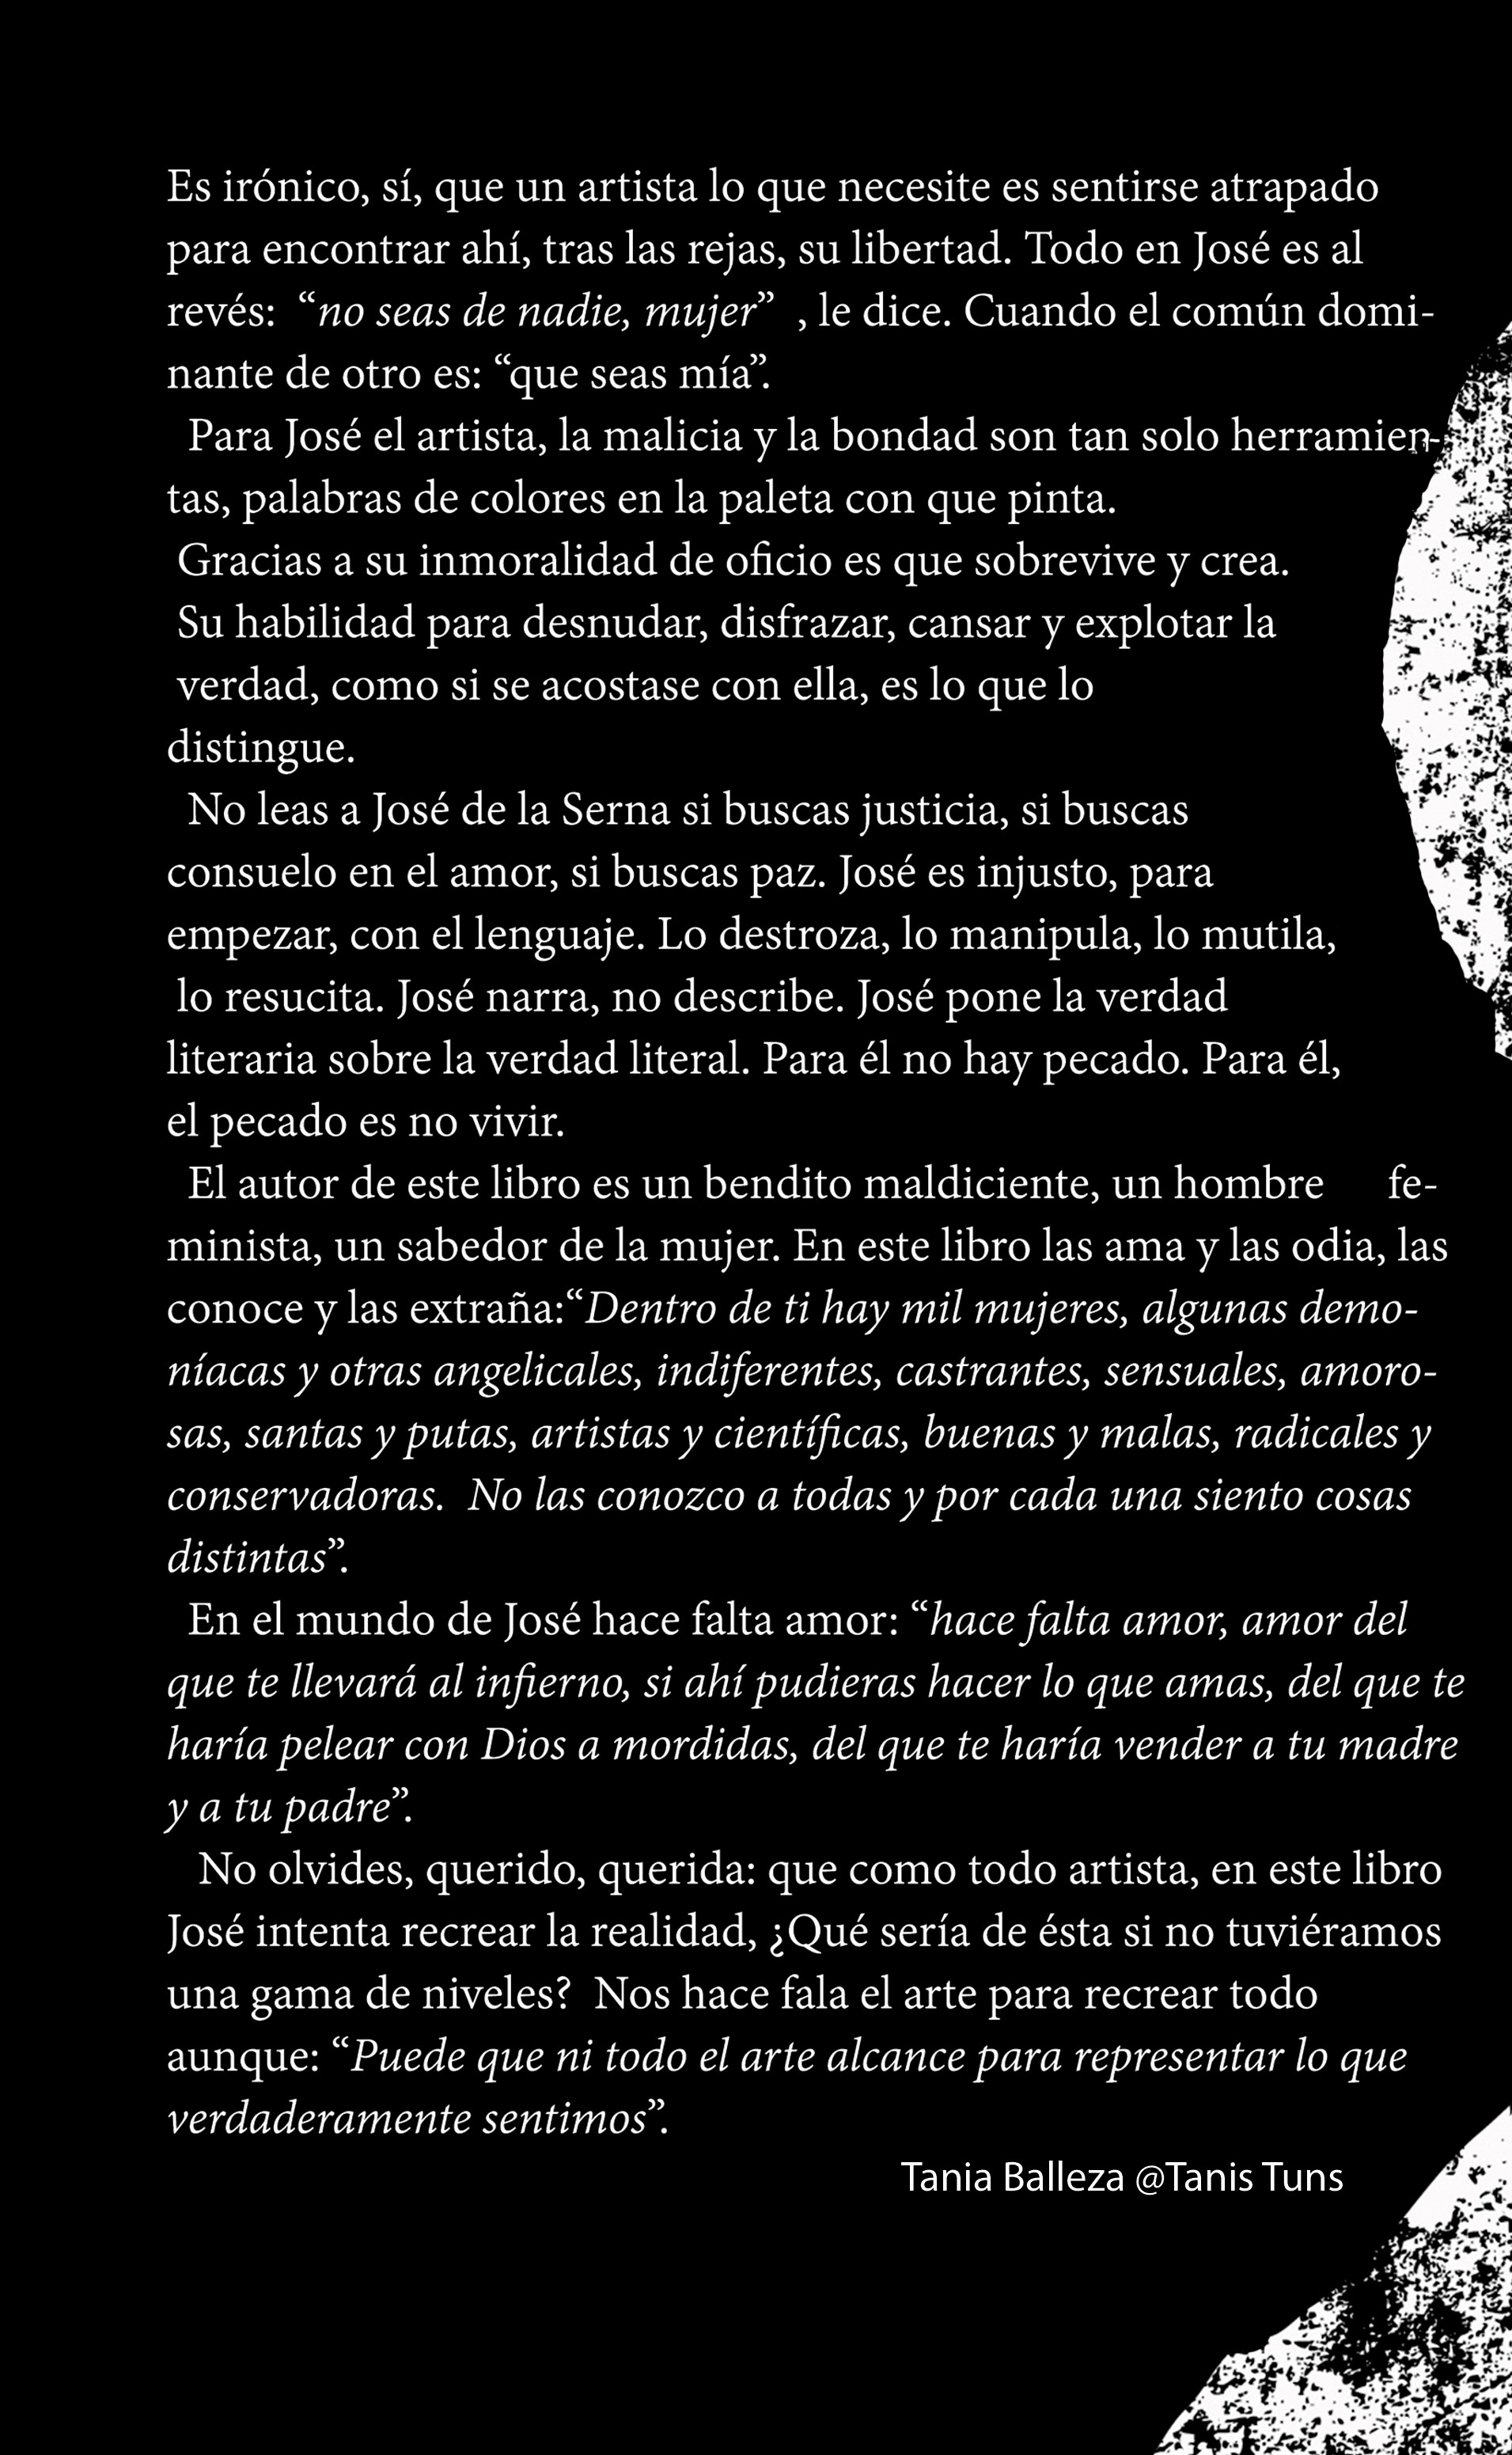 Es irónico, sí, que un artista lo que necesite es sentirse atrapado
para encontrar ahí, tras las rejas, su libertad. Todo en José es al
revés: “no seas de nadie, mujer” , le dice. Cuando el común domi-
nante de otro es: “que seas mía”.
Para José el artista, la malicia y la bondad son tan solo herramien-
tas, palabras de colores en la paleta con que pinta.
Gracias a su inmoralidad de oficio es que sobrevive y crea.
Su habilidad para desnudar, disfrazar, cansar y explotar la
verdad, como si se acostase con ella, es lo que lo
distingue.
No leas a José de la Serna si buscas justicia, si buscas
consuelo en el amor, si buscas paz. José es injusto, para
empezar, con el lenguaje. Lo destroza, lo manipula, lo mutila,
lo resucita. José narra, no describe. José pone la verdad
literaria sobre la verdad literal. Para él no hay pecado. Para él,
el pecado es no vivir.
El autor de este libro es un bendito maldiciente, un hombre fe-
minista, un sabedor de la mujer. En este libro las ama y las odia, las
conoce y las extraña:“Dentro de ti hay mil mujeres, algunas demo-
níacas y otras angelicales, indiferentes, castrantes, sensuales, amoro-
sas, santas y putas, artistas y científicas, buenas y malas, radicales y
conservadoras. No las conozco a todas y por cada una siento cosas
distintas”.
En el mundo de José hace falta amor: “hace falta amor, amor del
que te llevará al infierno, si ahí pudieras hacer lo que amas, del que te
haría pelear con Dios a mordidas, del que te haría vender a tu madre
y a tu padre”.
No olvides, querido, querida: que como todo artista, en este libro
José intenta recrear la realidad, ¿Qué sería de ésta si no tuviéramos
una gama de niveles? Nos hace fala el arte para recrear todo
aunque: “Puede que ni todo el arte alcance para representar lo que
verdaderamente sentimos”.
Tania Balleza @Tanis Tuns